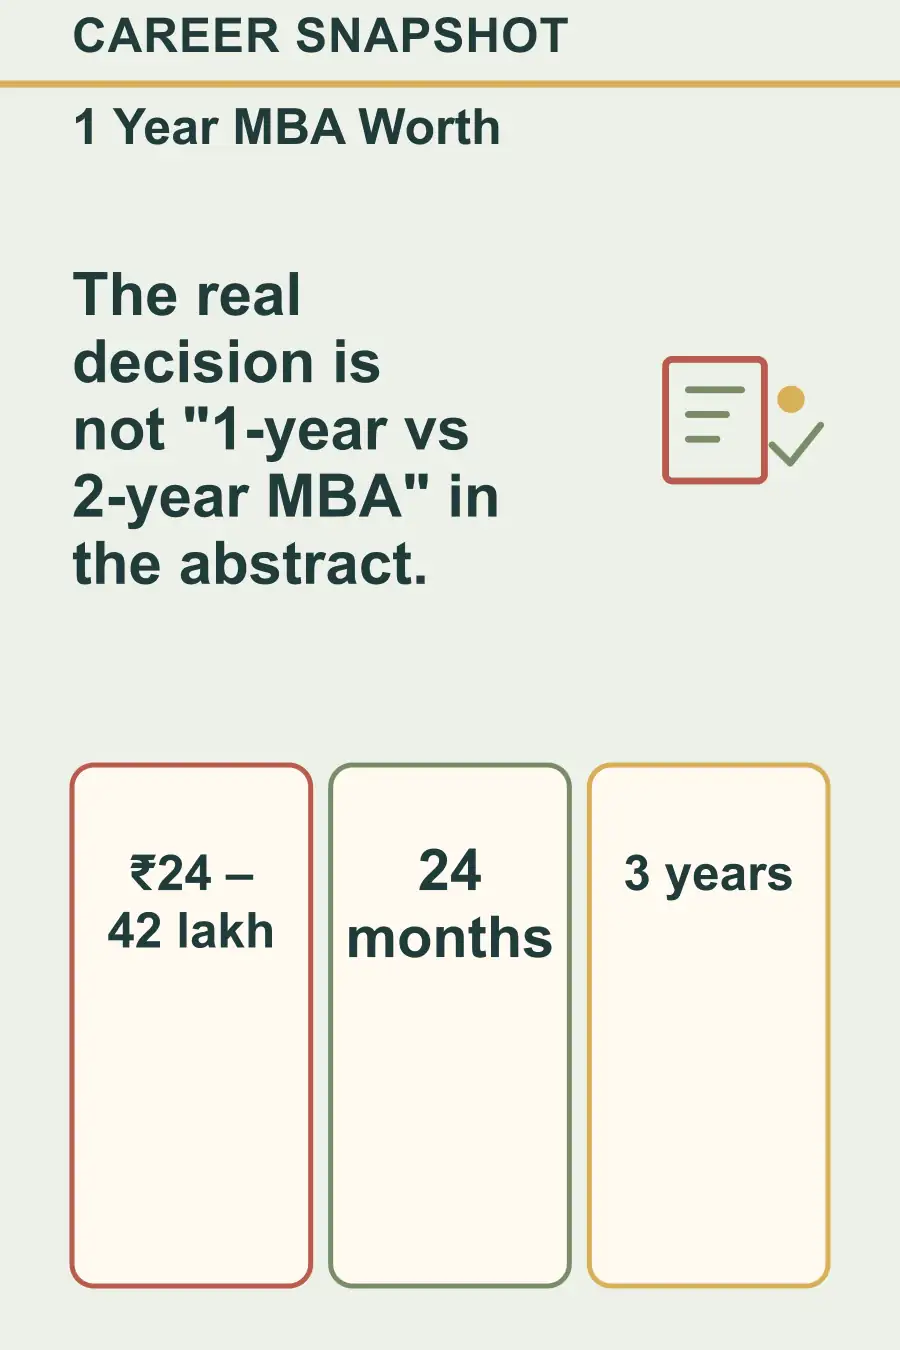 CAREER SNAPSHOT
1 Year MBA Worth
The real
decision is
not "1-year vs
2-year MBA" in
the abstract.
₹24 –
42 lakh
24
months
3 years